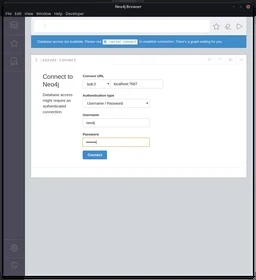 Neo4j Browser
File Edit View Window Help Developer
Database access not available. Please use :server connect to establish connection. There's a graph waiting for you.
$ :server connect
Connect to Neo4j
Database access might require an authenticated connection.
Connect URL
bolt://
localhost:7687
Authentication type
Username / Password
Username
neo4j
Password
Connect